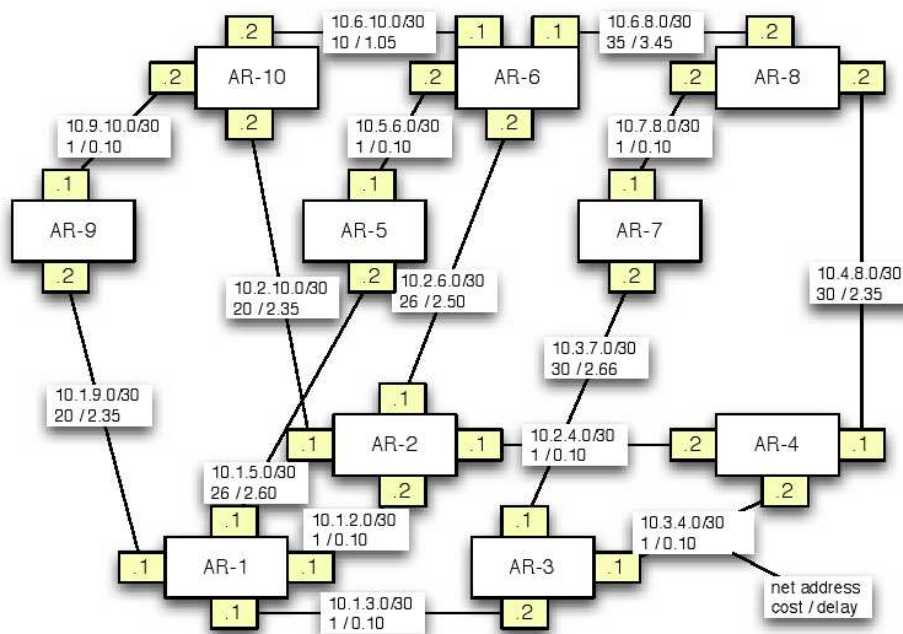 .2
10.6.10.0/30
10 / 1.05
.1
.1
10.6.8.0/30
35 / 3.45
.2
.2
AR-10
.2
AR-6
.2
AR-8
.2
10.9.10.0/30
1 / 0.10
.2
10.5.6.0/30
1 / 0.10
.2
10.7.8.0/30
1 / 0.10
.1
.1
.1
AR-9
AR-5
AR-7
.2
.2
.2
10.2.10.0/30
20 / 2.35
10.2.6.0/30
26 / 2.50
10.4.8.0/30
30 / 2.35
10.3.7.0/30
30 / 2.66
10.1.9.0/30
20 / 2.35
.1
.1
AR-2
.1
10.2.4.0/30
1 / 0.10
.2
AR-4
.1
10.1.5.0/30
26 / 2.60
.2
.2
.1
10.1.2.0/30
1 / 0.10
.1
10.3.4.0/30
1 / 0.10
.1
AR-1
.1
AR-3
.1
.1
10.1.3.0/30
1 / 0.10
.2
net address
cost / delay